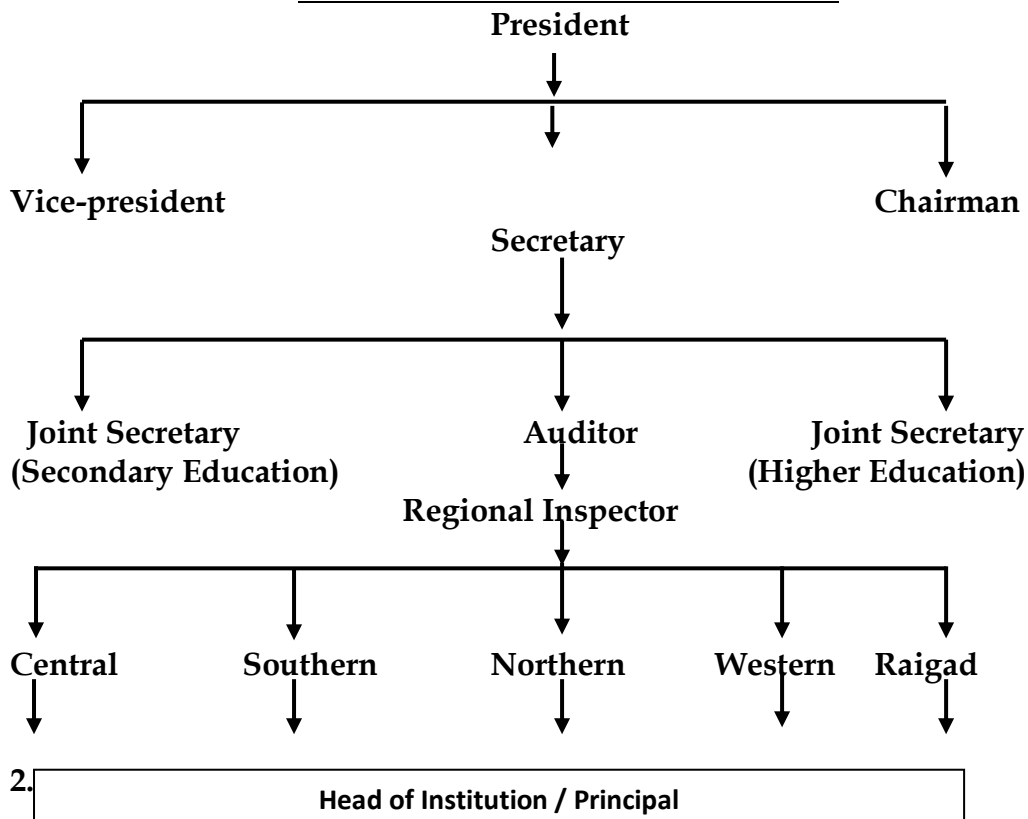 President
Vice-president Chairman
Secretary
Joint Secretary Auditor Joint Secretary
(Secondary Education) (Higher Education)
Regional Inspector
Central Southern Northern Western Raigad
2.
Head of Institution / Principal